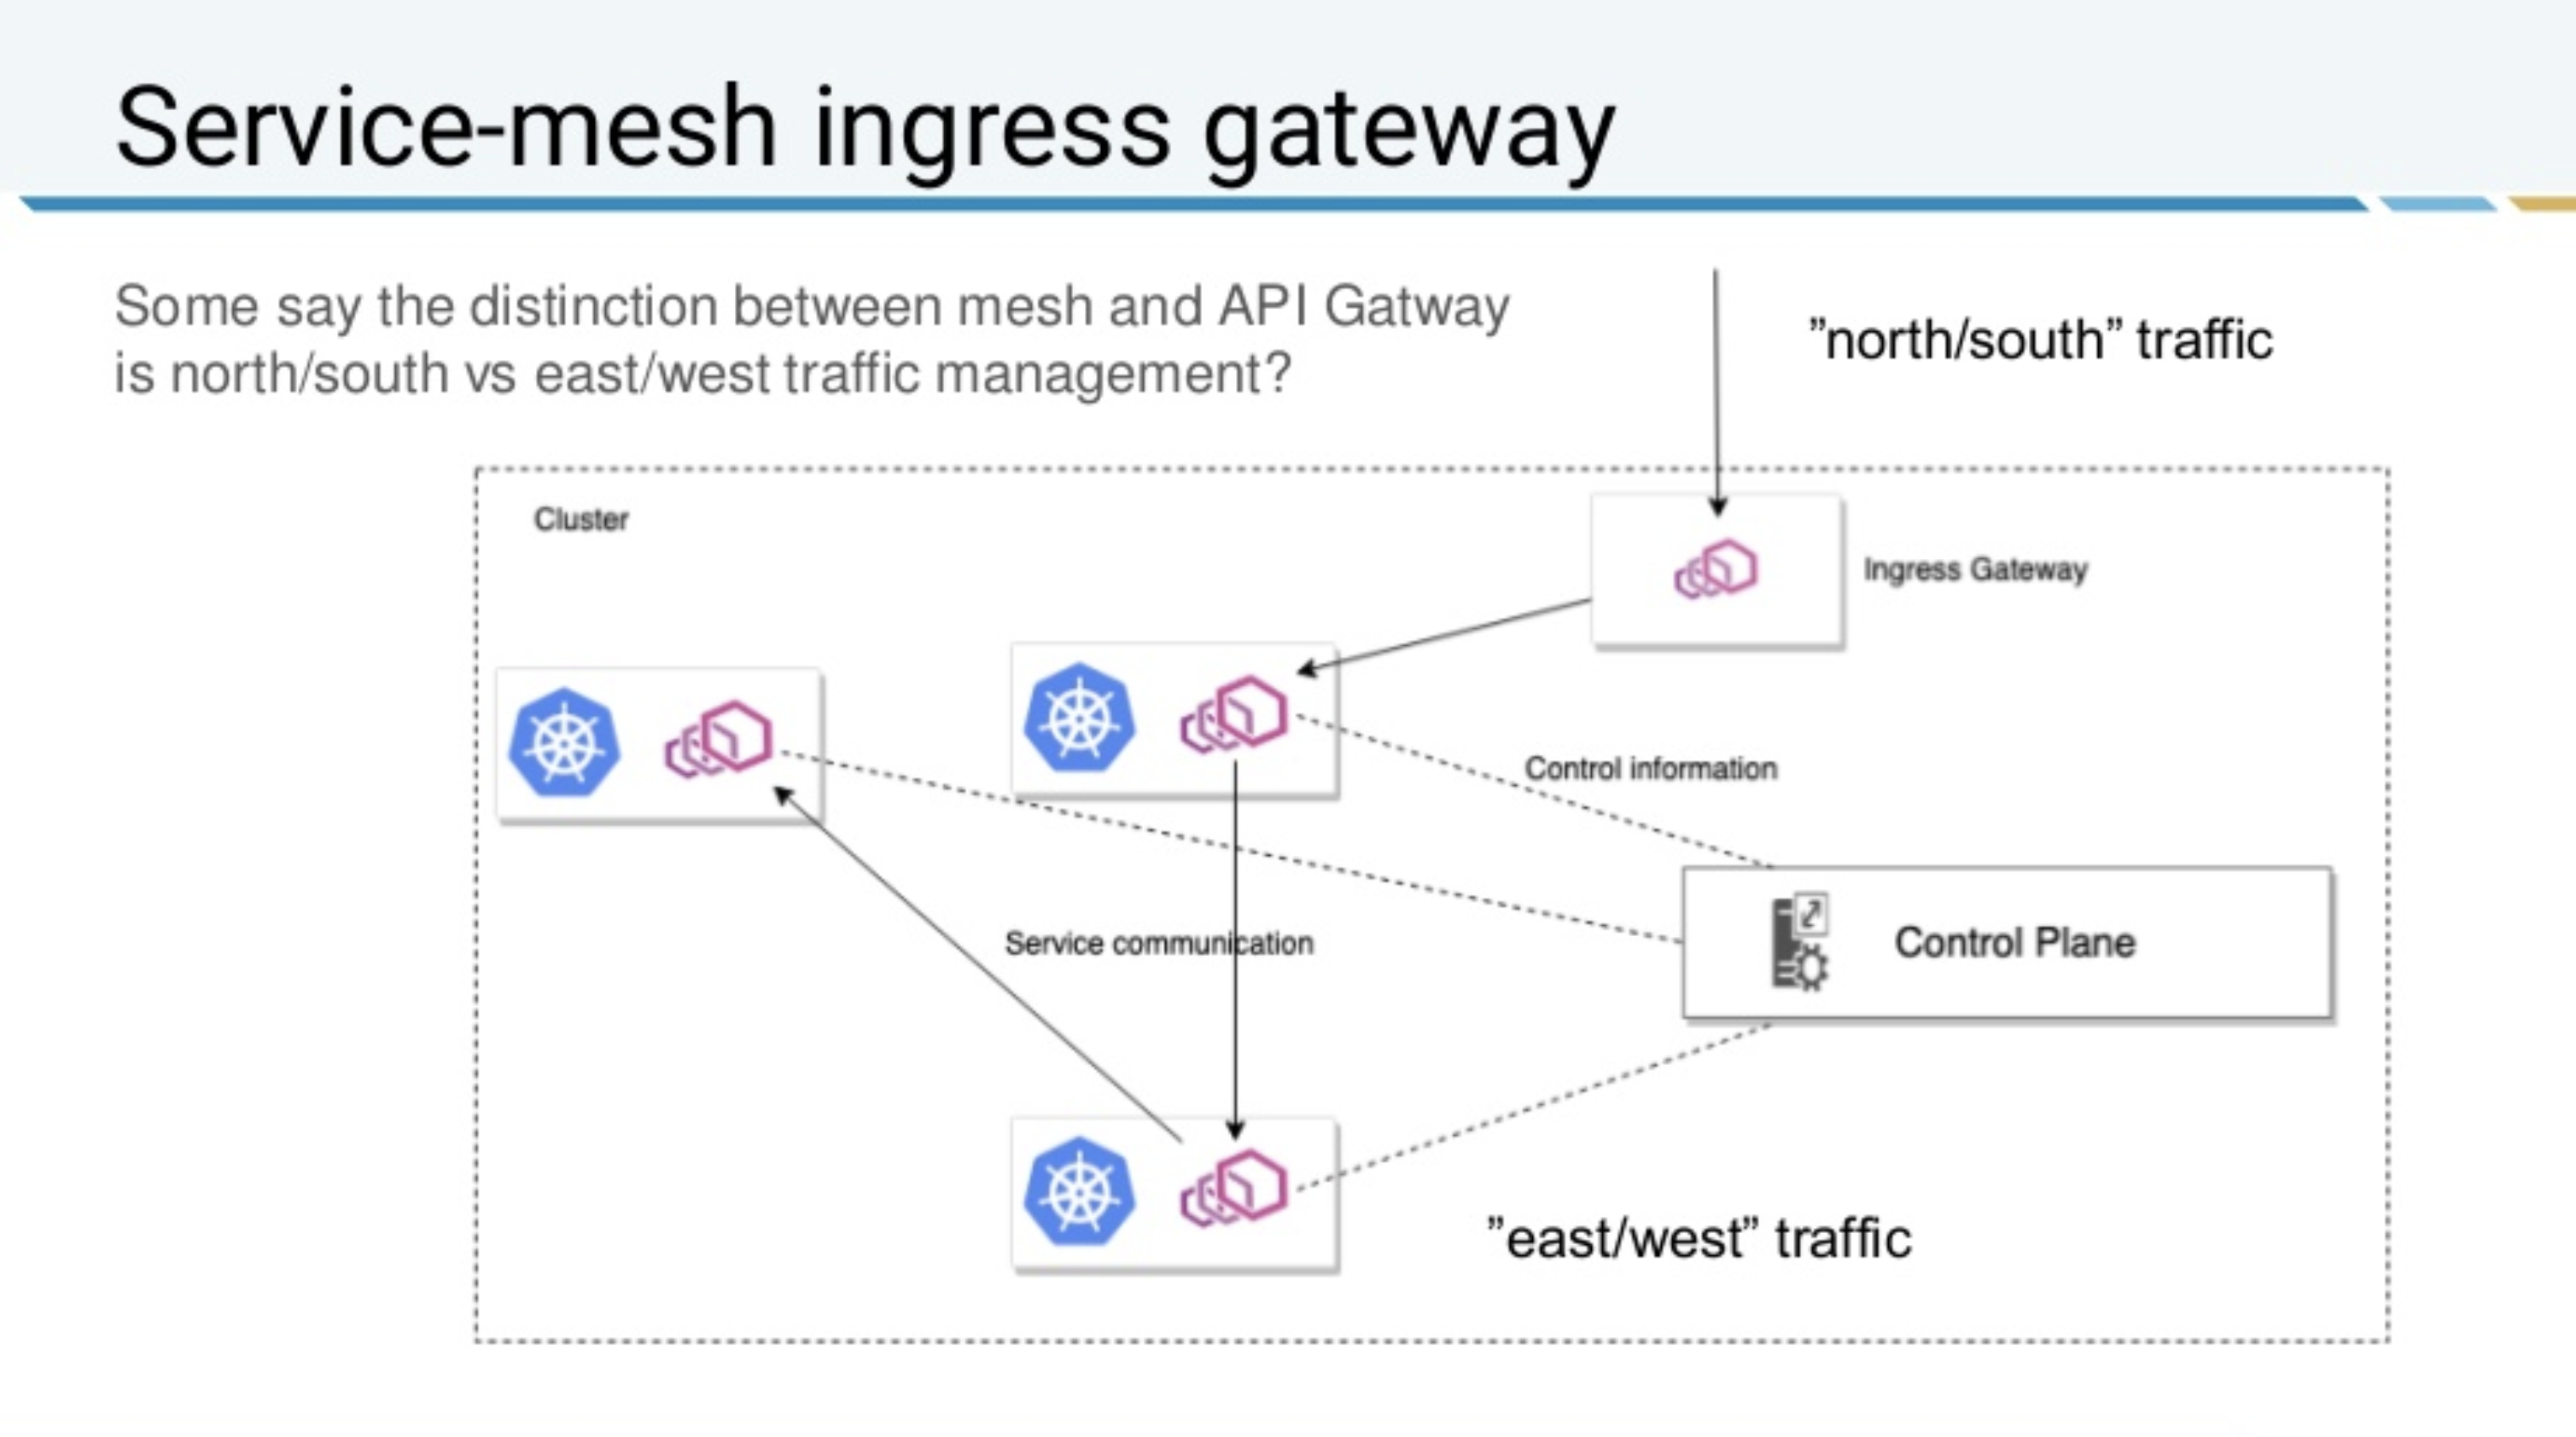 Service-mesh ingress gateway
Some say the distinction between mesh and API Gatway
is north/south vs east/west traffic management?
”north/south” traffic
Cluster
Ingress Gateway
Control information
Service communication
Control Plane
”east/west” traffic